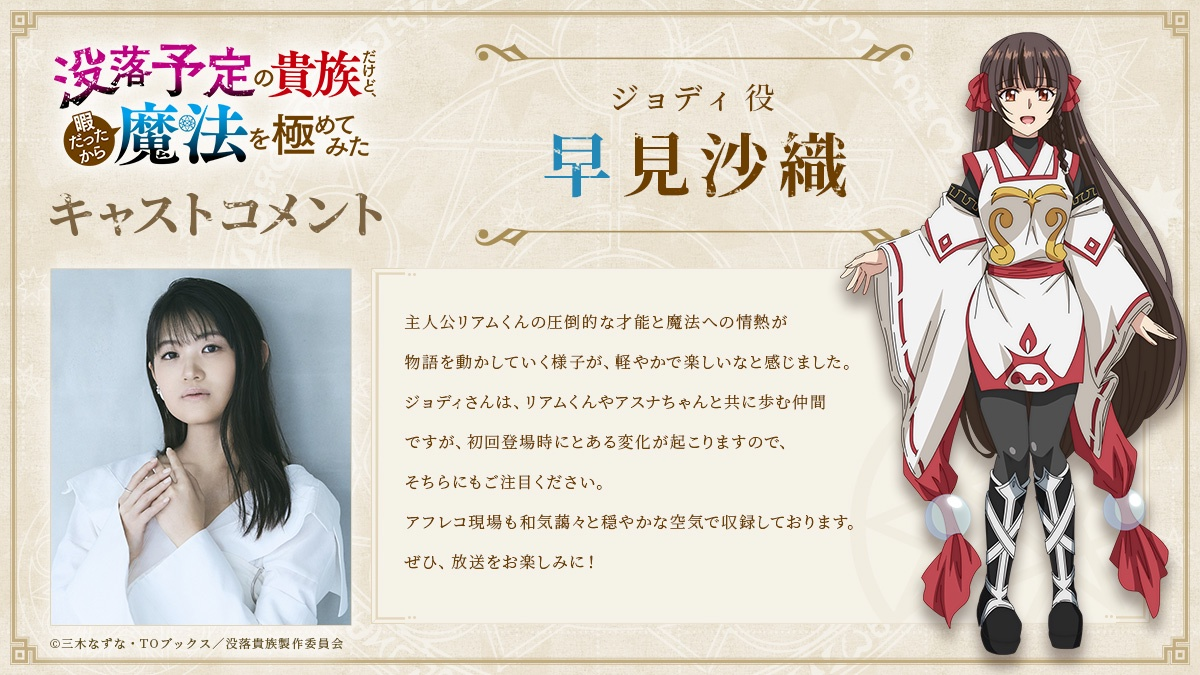 没落予定の貴族だけど、
暇だったから魔法を極めてみた
キャストコメント
ジョディ 役
早見沙織
主人公リアムくんの圧倒的な才能と魔法への情熱が
物語を動かしていく様子が、軽やかで楽しいなと感じました。
ジョディさんは、リアムくんやアスナちゃんと共に歩む仲間
ですが、初回登場時にとある変化が起こりますので、
そちらにもご注目ください。
アフレコ現場も和気藹々と穏やかな空気で収録しております。
ぜひ、放送をお楽しみに！
©三木なずな・TOブックス／没落貴族製作委員会